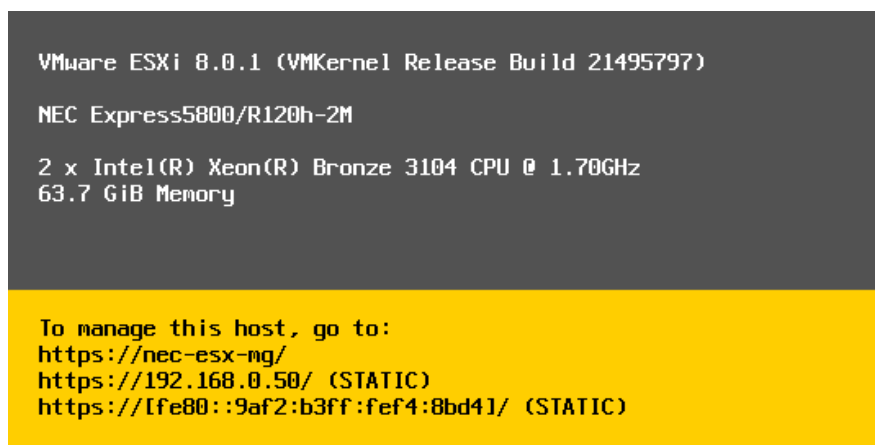 VMware ESXi 8.0.1 (VMKernel Release Build 21495797)
NEC Express5800/R120h-2M
2 x Intel(R) Xeon(R) Bronze 3104 CPU @ 1.70GHz
63.7 GiB Memory
To manage this host, go to:
https://nec-esx-mg/
https://192.168.0.50/ (STATIC)
https://[fe80::9af2:b3ff:fef4:8bd4]/ (STATIC)